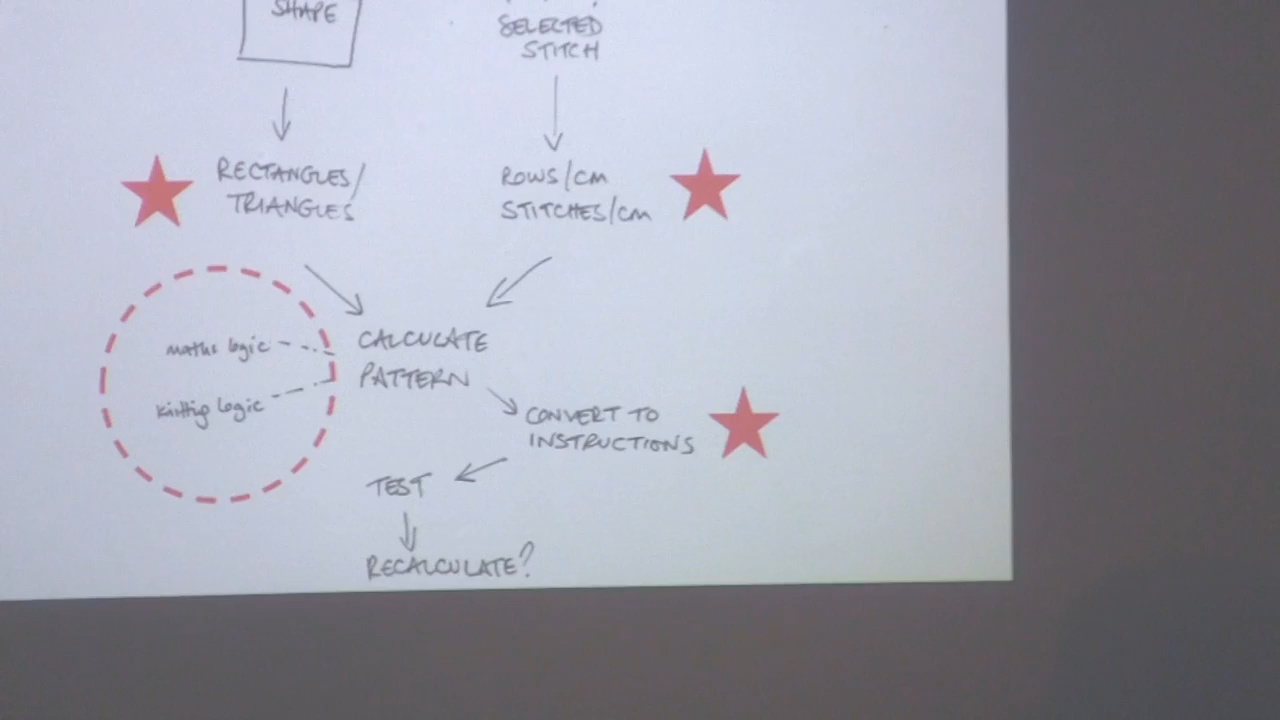 SHAPE
SELECTED
STITCH
RECTANGLES/
TRIANGLES
ROWS/CM
STITCHES/CM
maths logic
knitting logic
CALCULATE
PATTERN
CONVERT TO
INSTRUCTIONS
TEST
RECALCULATE?